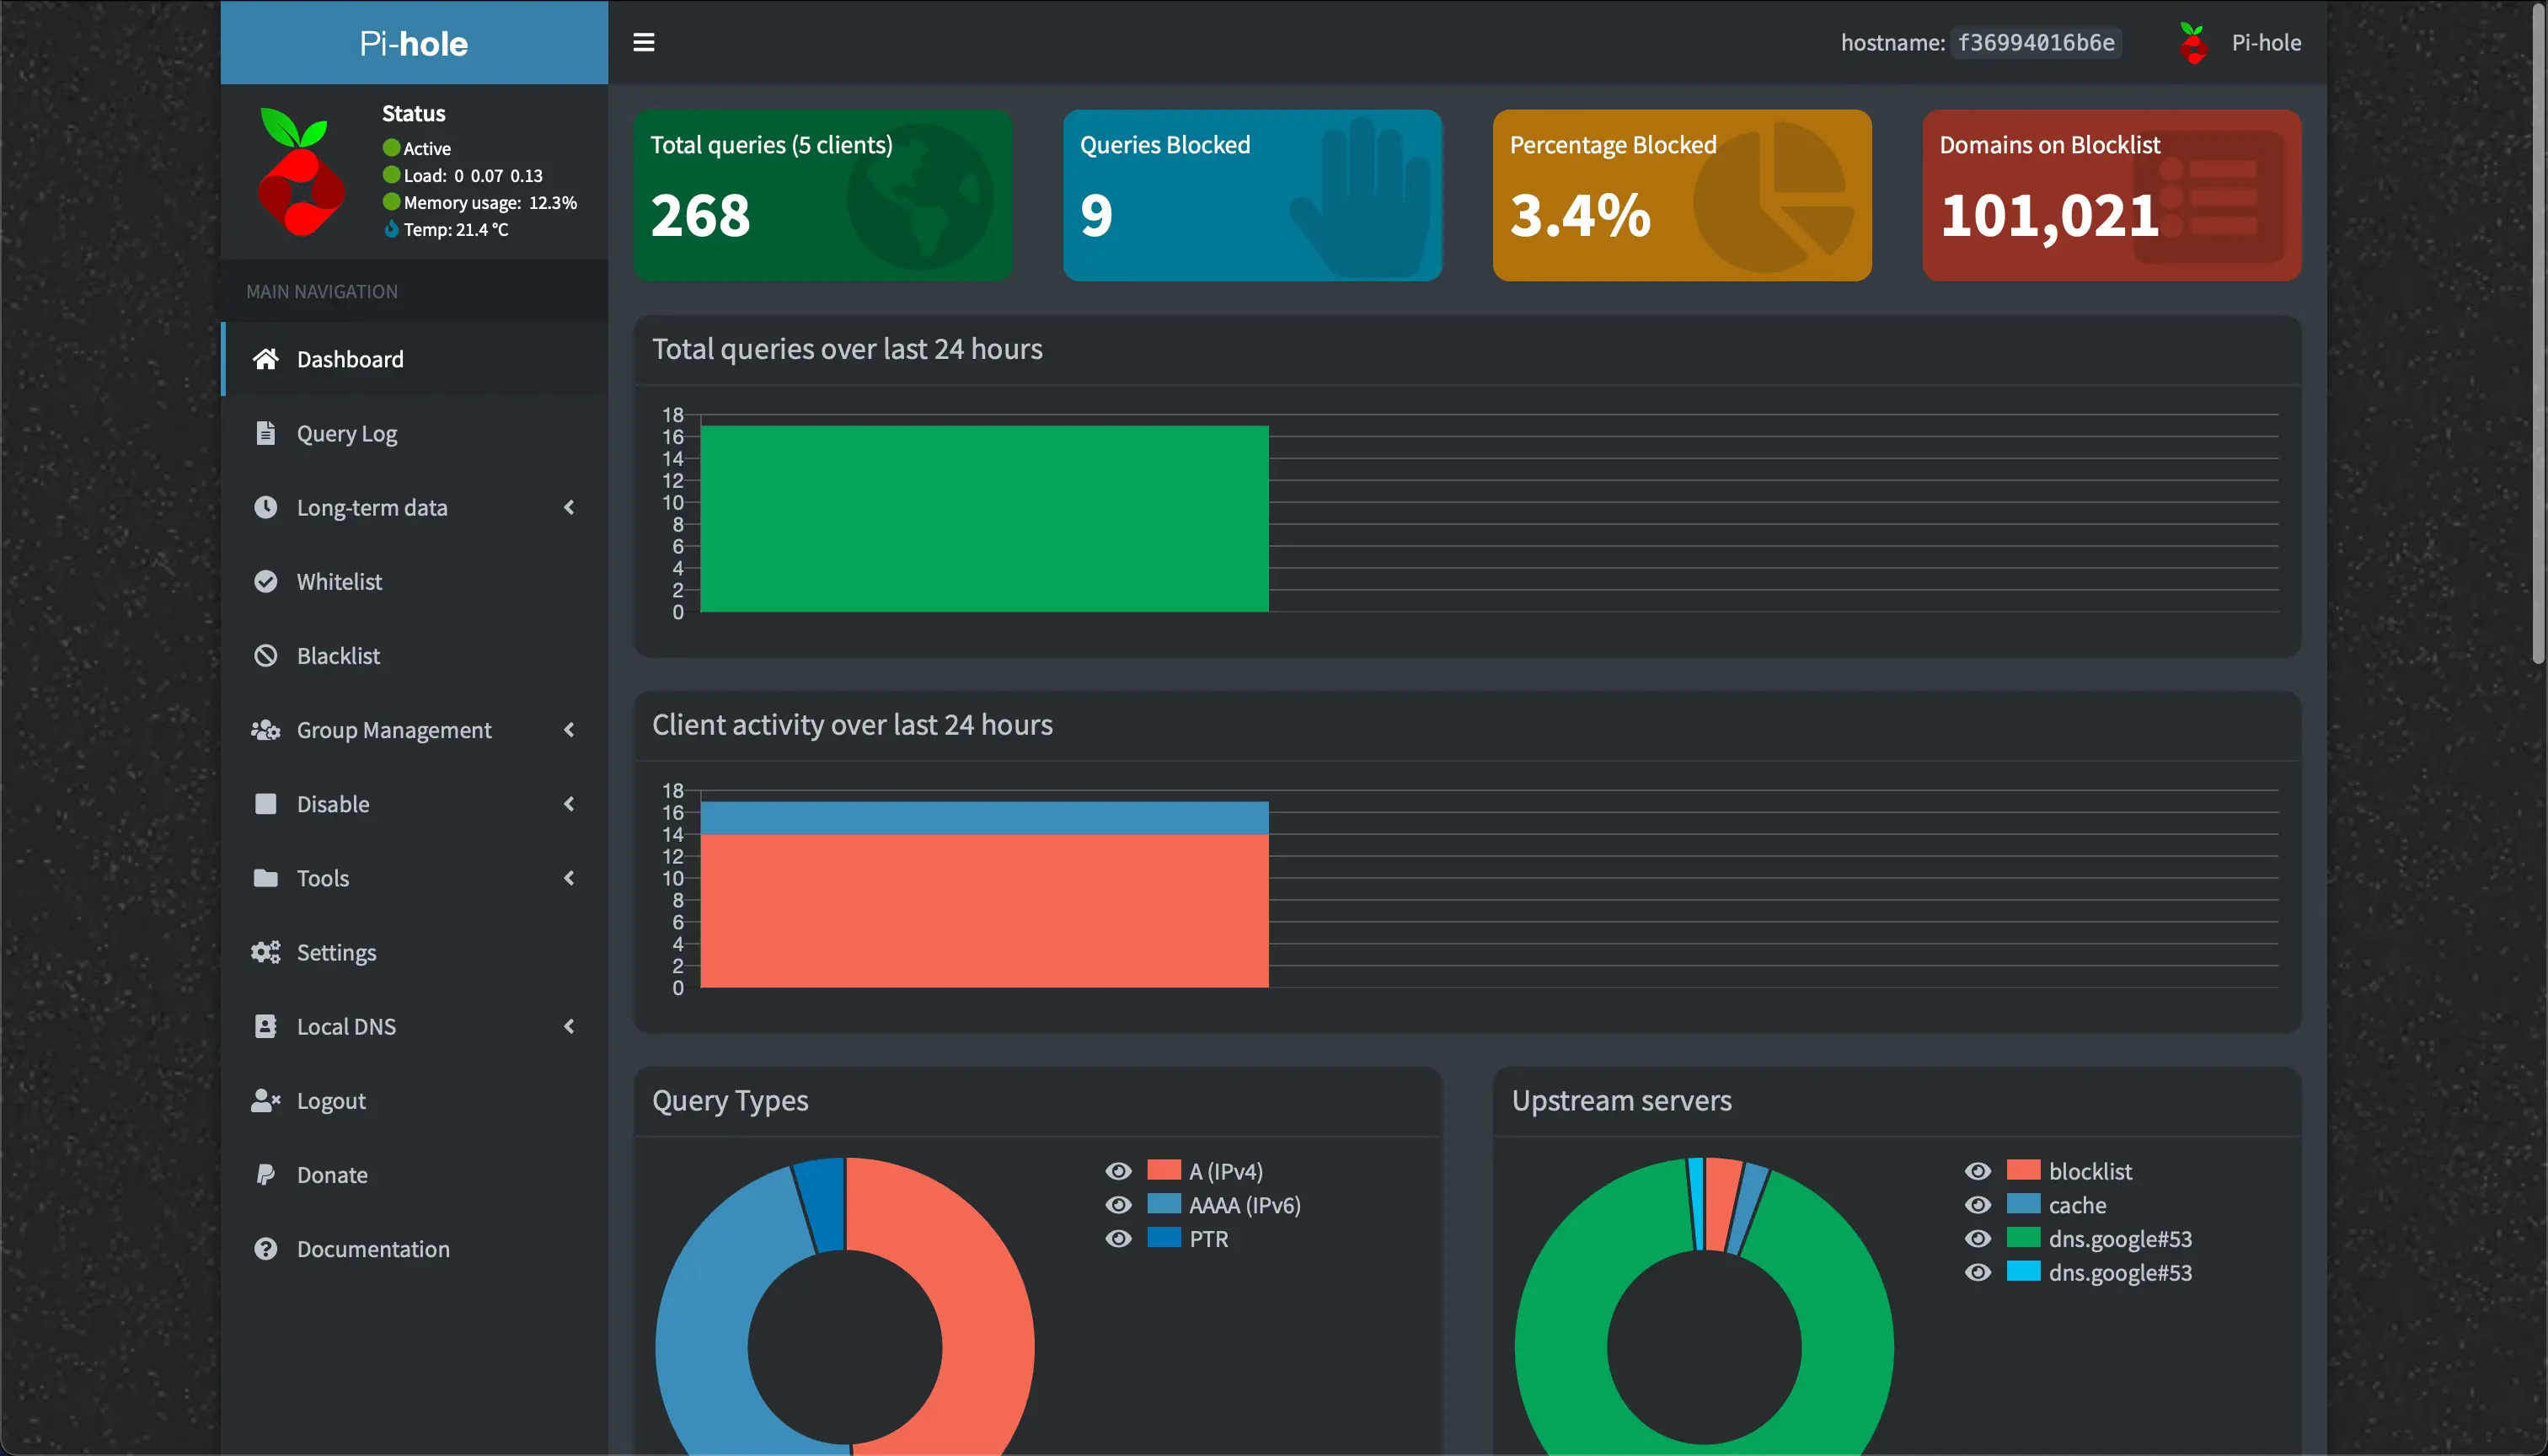 Pi-hole
hostname: f36994016b6e
Pi-hole
Status
Active
Load: 0 0.07 0.13
Memory usage: 12.3%
Temp: 21.4 °C
MAIN NAVIGATION
Dashboard
Query Log
Long-term data
Whitelist
Blacklist
Group Management
Disable
Tools
Settings
Local DNS
Logout
Donate
Documentation
Total queries (5 clients)
268
Queries Blocked
9
Percentage Blocked
3.4%
Domains on Blocklist
101,021
Total queries over last 24 hours
18
16
14
12
10
8
6
4
2
0
Client activity over last 24 hours
18
16
14
12
10
8
6
4
2
0
Query Types
A (IPv4)
AAAA (IPv6)
PTR
Upstream servers
blocklist
cache
dns.google#53
dns.google#53